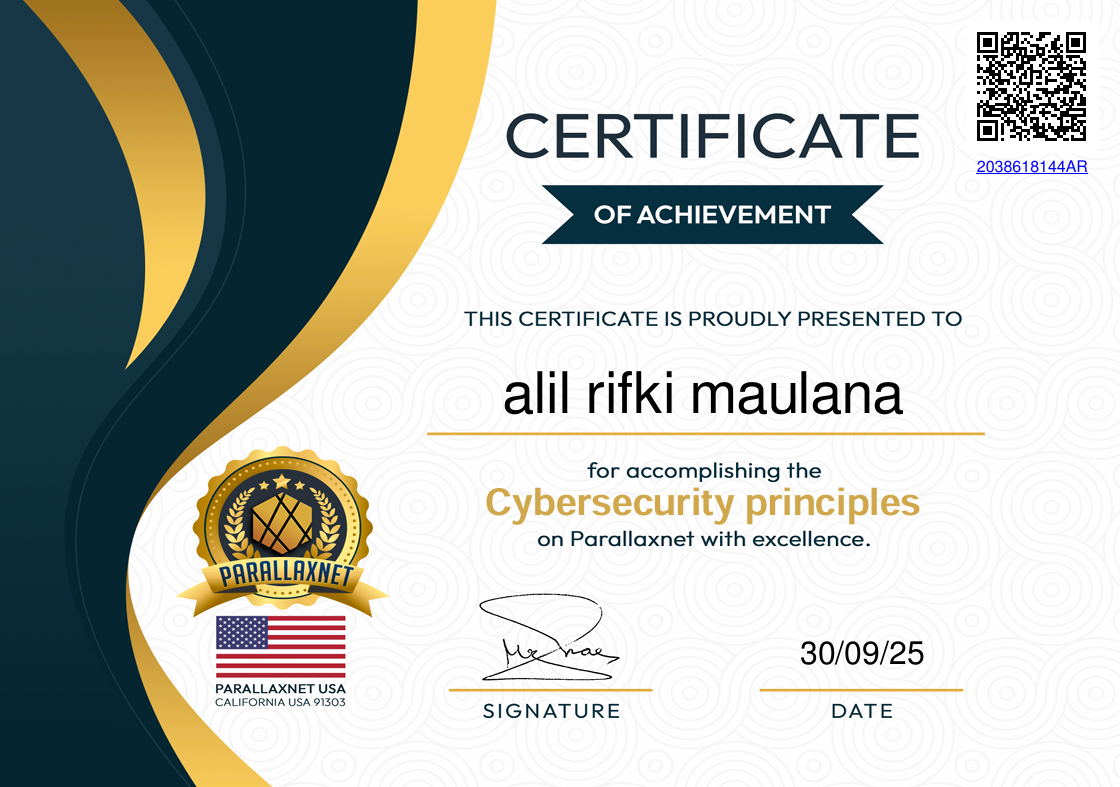 2038618144AR
CERTIFICATE
OF ACHIEVEMENT
THIS CERTIFICATE IS PROUDLY PRESENTED TO
alil rifki maulana
for accomplishing the
Cybersecurity principles
on Parallaxnet with excellence.
PARALLAXNET
PARALLAXNET USA
CALIFORNIA USA 91303
SIGNATURE
30/09/25
DATE